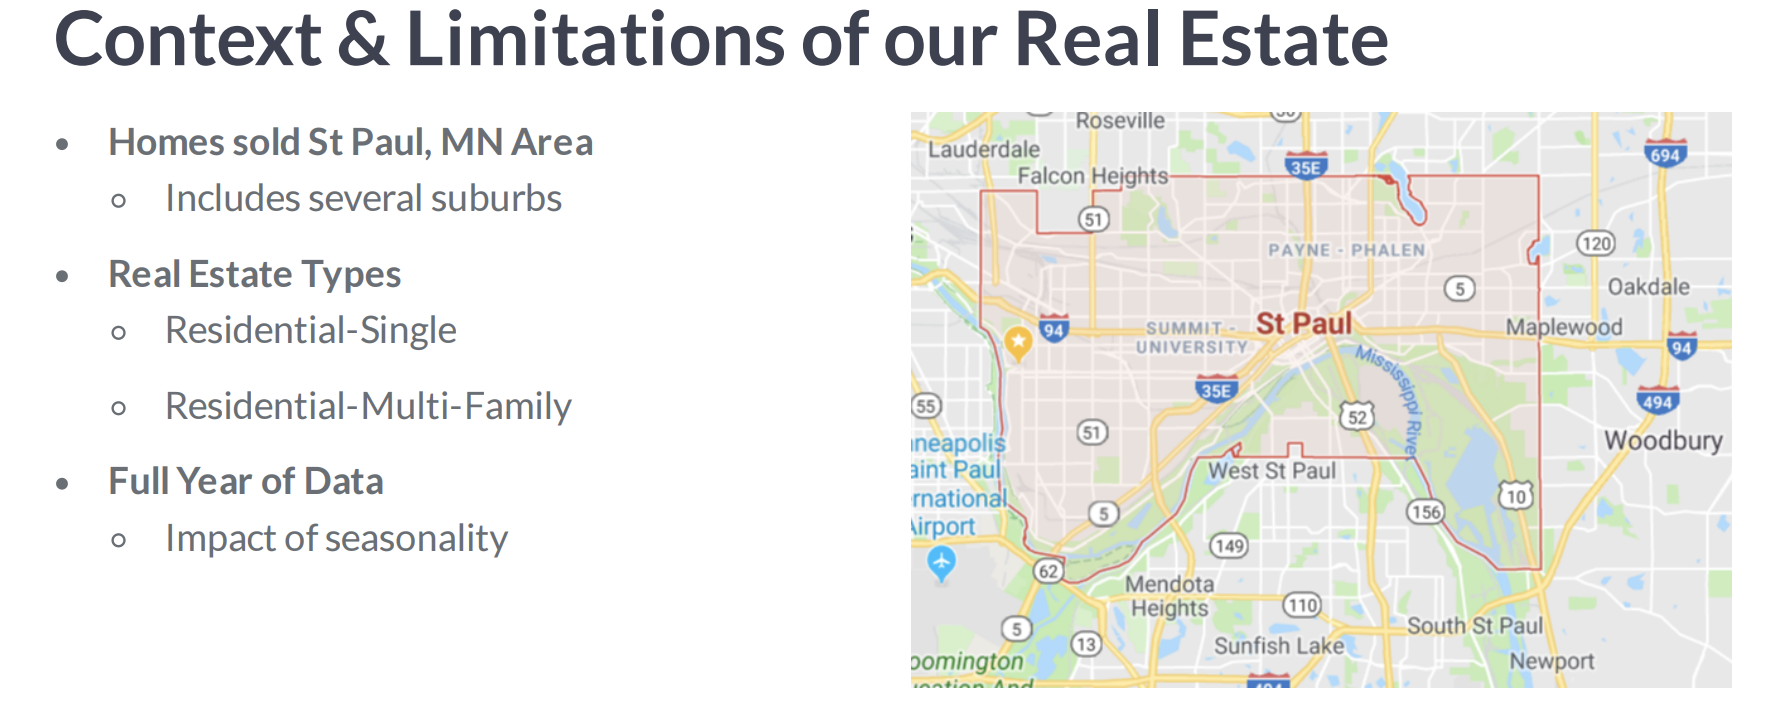 Context & Limitations of our Real Estate
Homes sold St Paul, MN Area
Includes several suburbs
Real Estate Types
Residential-Single
Residential-Multi-Family
Full Year of Data
Impact of seasonality
Roseville
Lauderdale
35E
694
Falcon Heights
51
120
PAYNE - PHALEN
5
Oakdale
94
SUMMIT -
UNIVERSITY
St Paul
Maplewood
94
Mississippi River
35E
494
55
52
51
Woodbury
neapolis
aint Paul
rnational
Airport
West St Paul
10
5
156
149
62
Mendota
Heights
110
5
13
South St Paul
Sunfish Lake
Newport
oomington